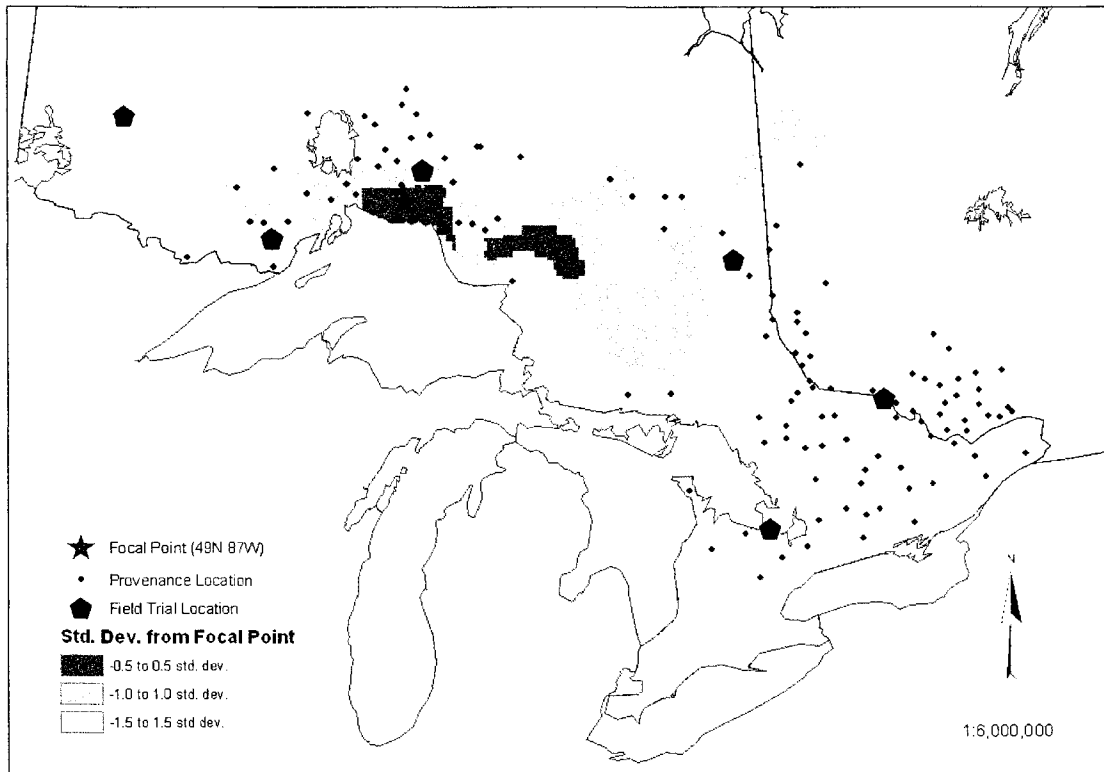 Focal Point (49N 87W)
Provenance Location
Field Trial Location
Std. Dev. from Focal Point
-0.5 to 0.5 std. dev.
-1.0 to 1.0 std. dev.
-1.5 to 1.5 std dev.
N
1:6,000,000